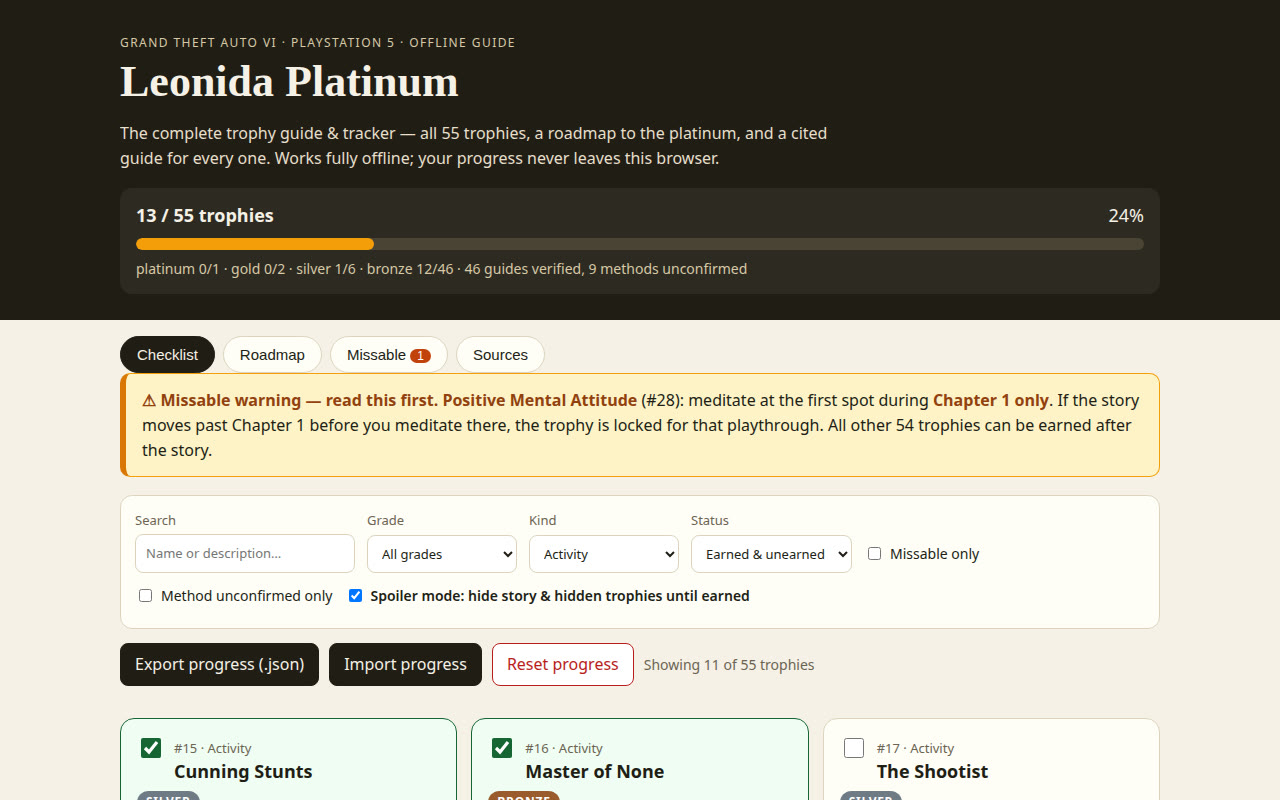 GRAND THEFT AUTO VI · PLAYSTATION 5 · OFFLINE GUIDE
Leonida Platinum
The complete trophy guide & tracker — all 55 trophies, a roadmap to the platinum, and a cited
guide for every one. Works fully offline; your progress never leaves this browser.
13 / 55 trophies 24%
platinum 0/1 · gold 0/2 · silver 1/6 · bronze 12/46 · 46 guides verified, 9 methods unconfirmed
Checklist Roadmap Missable 1 Sources
⚠ Missable warning — read this first. Positive Mental Attitude (#28): meditate at the first spot during Chapter 1 only. If the story
moves past Chapter 1 before you meditate there, the trophy is locked for that playthrough. All other 54 trophies can be earned after
the story.
Search Grade Kind Status
Name or description... All grades Activity Earned & unearned Missable only
Method unconfirmed only Spoiler mode: hide story & hidden trophies until earned
Export progress (.json) Import progress Reset progress Showing 11 of 55 trophies
#15 · Activity #16 · Activity #17 · Activity
Cunning Stunts Master of None The Shootist
SILVER BRONZE SILVER